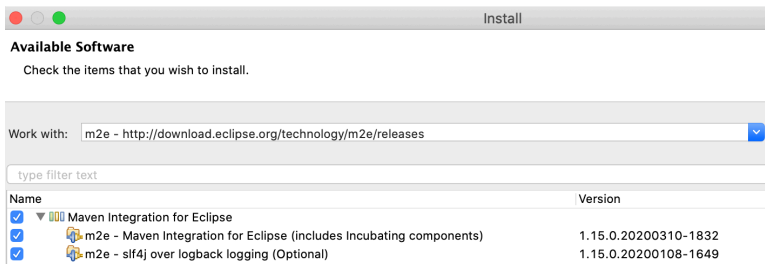 Install
Available Software
Check the items that you wish to install.
Work with: m2e - http://download.eclipse.org/technology/m2e/releases
type filter text
Name Version
Maven Integration for Eclipse
m2e - Maven Integration for Eclipse (includes Incubating components) 1.15.0.20200310-1832
m2e - slf4j over logback logging (Optional) 1.15.0.20200108-1649